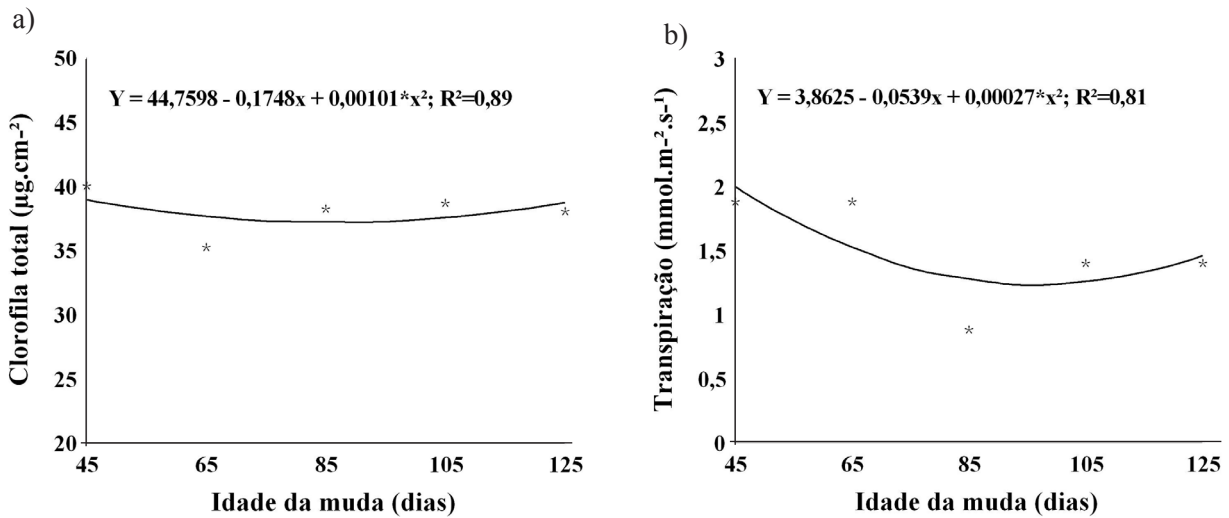 a)
Y = 44,7598 - 0,1748x + 0,00101*x²; R²=0,89
Clorofila total (µg.cm-²)
50
45
40
35
30
25
20
45 65 85 105 125
Idade da muda (dias)
b)
Y = 3,8625 - 0,0539x + 0,00027*x²; R²=0,81
Transpiração (mmol.m-².s-¹)
3
2,5
2
1,5
1
0,5
0
45 65 85 105 125
Idade da muda (dias)